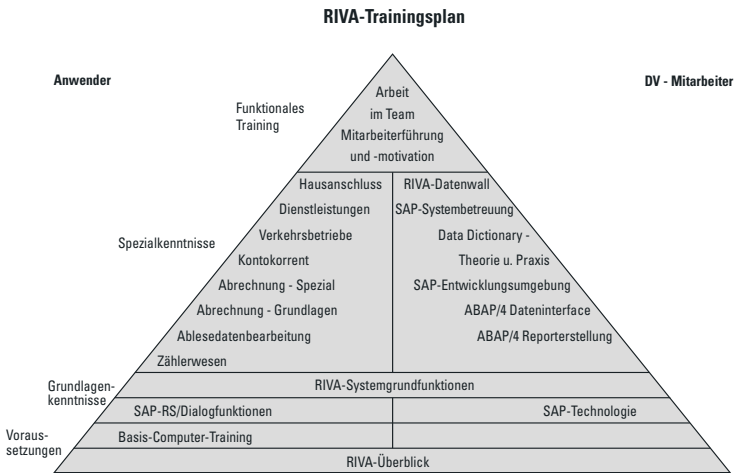 RIVA-Trainingsplan
Anwender
DV - Mitarbeiter
Funktionales
Training
Arbeit
im Team
Mitarbeiterführung
und -motivation
Spezialkenntnisse
Hausanschluss
Dienstleistungen
Verkehrsbetriebe
Kontokorrent
Abrechnung - Spezial
Abrechnung - Grundlagen
Ablesedatenbearbeitung
Zählerwesen
RIVA-Datenwall
SAP-Systembetreuung
Data Dictionary -
Theorie u. Praxis
SAP-Entwicklungsumgebung
ABAP/4 Dateninterface
ABAP/4 Reporterstellung
Grundlagen-
kenntnisse
RIVA-Systemgrundfunktionen
SAP-RS/Dialogfunktionen
SAP-Technologie
Voraus-
setzungen
Basis-Computer-Training
RIVA-Überblick